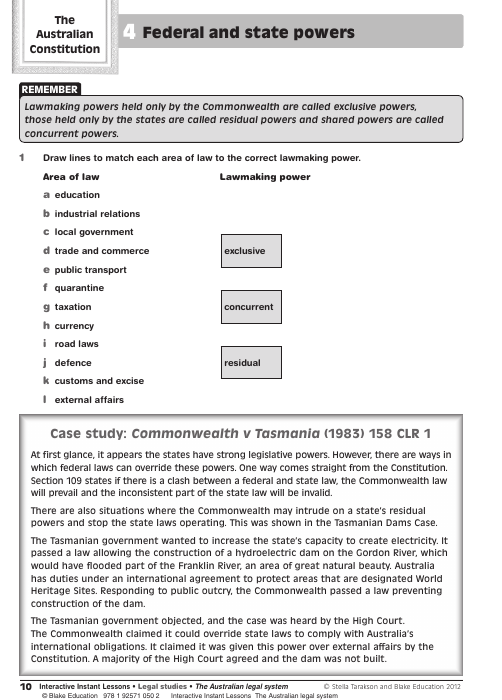 The
Australian
Constitution
4 Federal and state powers
REMEMBER
Lawmaking powers held only by the Commonwealth are called exclusive powers,
those held only by the states are called residual powers and shared powers are called
concurrent powers.
1 Draw lines to match each area of law to the correct lawmaking power.
Area of law Lawmaking power
a education
b industrial relations
c local government
d trade and commerce
exclusive
e public transport
f quarantine
g taxation
concurrent
h currency
i road laws
j defence
residual
k customs and excise
l external affairs
Case study: Commonwealth v Tasmania (1983) 158 CLR 1
At first glance, it appears the states have strong legislative powers. However, there are ways in
which federal laws can override these powers. One way comes straight from the Constitution.
Section 109 states if there is a clash between a federal and state law, the Commonwealth law
will prevail and the inconsistent part of the state law will be invalid.
There are also situations where the Commonwealth may intrude on a state's residual
powers and stop the state laws operating. This was shown in the Tasmanian Dams Case.
The Tasmanian government wanted to increase the state's capacity to create electricity. It
passed a law allowing the construction of a hydroelectric dam on the Gordon River, which
would have flooded part of the Franklin River, an area of great natural beauty. Australia
has duties under an international agreement to protect areas that are designated World
Heritage Sites. Responding to public outcry, the Commonwealth passed a law preventing
construction of the dam.
The Tasmanian government objected, and the case was heard by the High Court.
The Commonwealth claimed it could override state laws to comply with Australia's
international obligations. It claimed it was given this power over external affairs by the
Constitution. A majority of the High Court agreed and the dam was not built.
10 Interactive Instant Lessons • Legal studies • The Australian legal system © Stella Tarakson and Blake Education 2012
© Blake Education 978 1 92571 050 2 Interactive Instant Lessons The Australian legal system